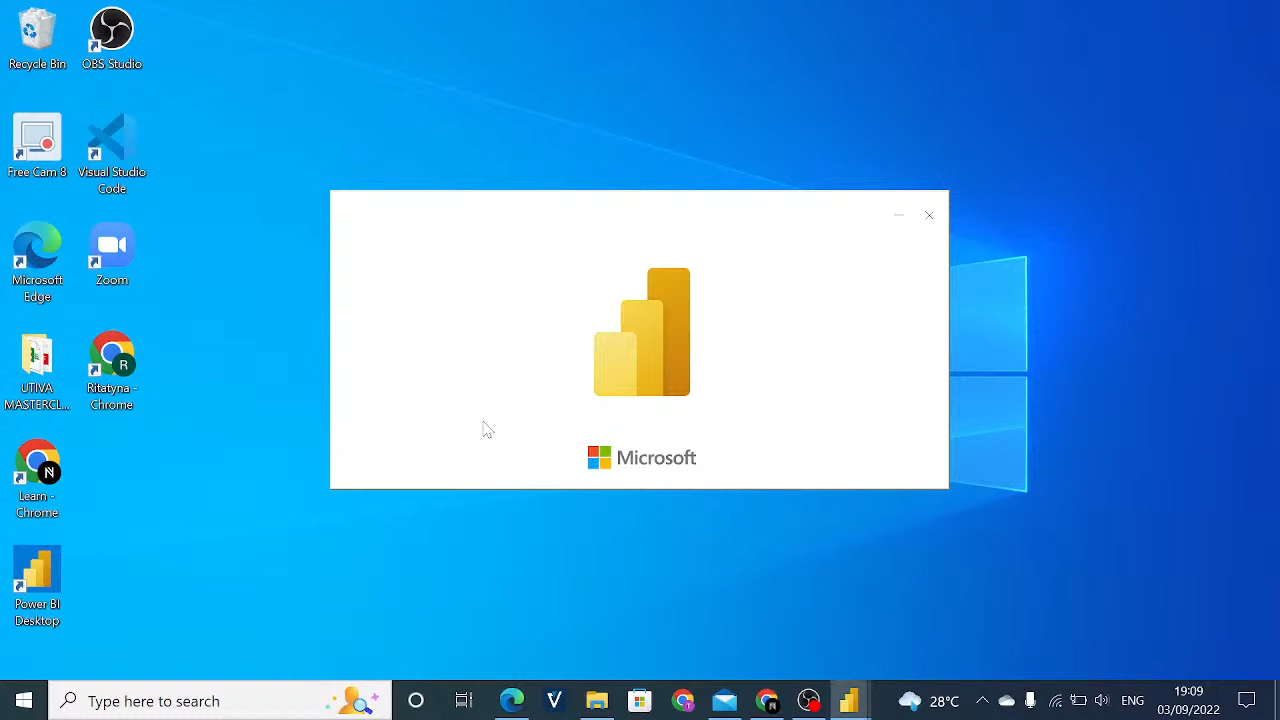 Recycle Bin
OBS Studio
Free Cam 8
Visual Studio
Code
Microsoft
Edge
Zoom
UTIVA
MASTERCL...
Ritatyna -
Chrome
R
Learn -
Chrome
N
Power BI
Desktop
Microsoft
Type here to search
28°C
ENG
19:09
03/09/2022